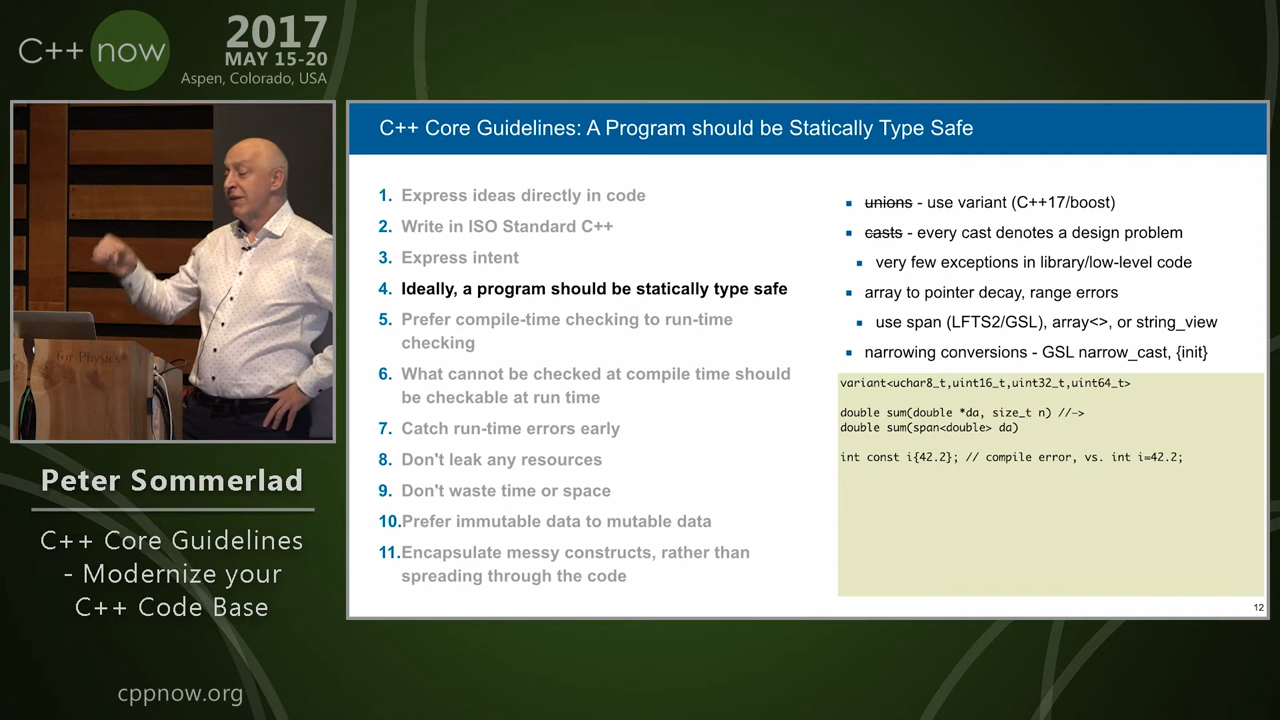 C++ now
2017
MAY 15-20
Aspen, Colorado, USA
for Physics
Peter Sommerlad
C++ Core Guidelines
- Modernize your
C++ Code Base
cppnow.org
C++ Core Guidelines: A Program should be Statically Type Safe
1. Express ideas directly in code
2. Write in ISO Standard C++
3. Express intent
4. Ideally, a program should be statically type safe
5. Prefer compile-time checking to run-time
checking
6. What cannot be checked at compile time should
be checkable at run time
7. Catch run-time errors early
8. Don't leak any resources
9. Don't waste time or space
10.Prefer immutable data to mutable data
11.Encapsulate messy constructs, rather than
spreading through the code
▪ unions - use variant (C++17/boost)
▪ casts - every cast denotes a design problem
▪ very few exceptions in library/low-level code
▪ array to pointer decay, range errors
▪ use span (LFTS2/GSL), array<>, or string_view
▪ narrowing conversions - GSL narrow_cast, {init}
variant<uchar8_t,uint16_t,uint32_t,uint64_t>
double sum(double *da, size_t n) //—>
double sum(span<double> da)
int const i{42.2}; // compile error, vs. int i=42.2;
12